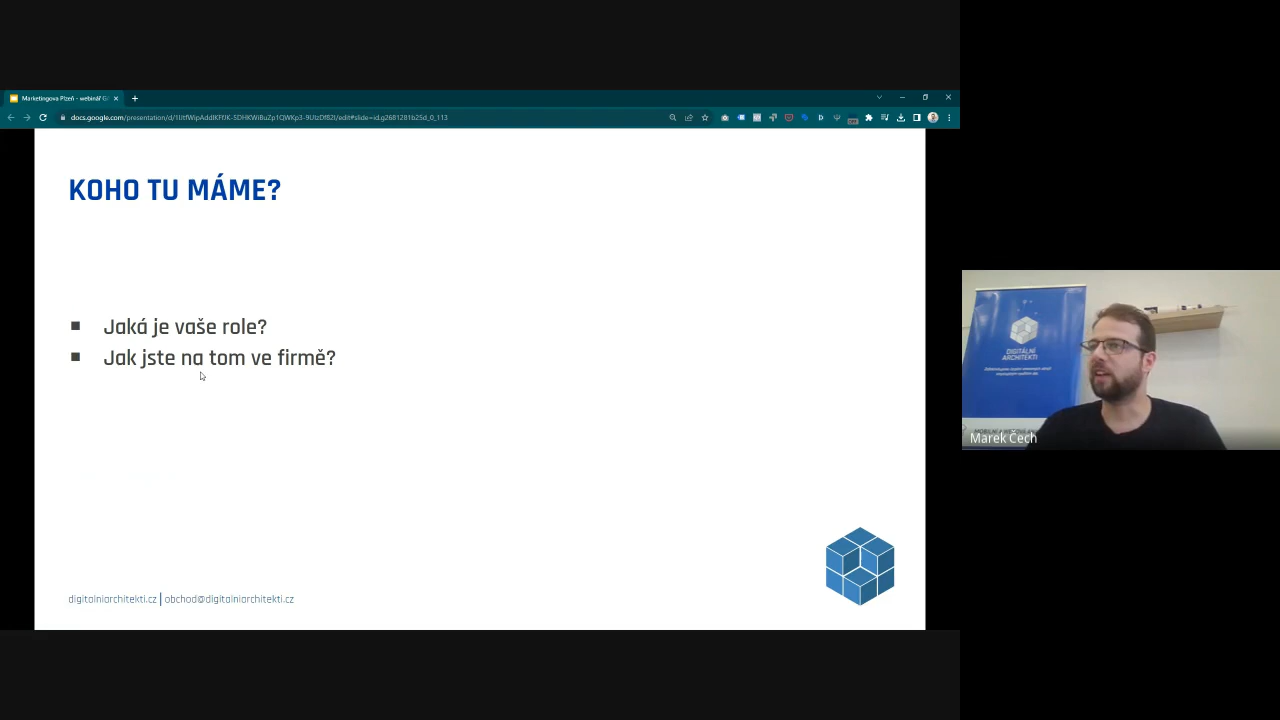 Marketingova Plzeň - webinář G
docs.google.com/presentation/d/
KOHO TU MÁME?
Jaká je vaše role?
Jak jste na tom ve firmě?
digitalniarchitekti.cz | obchod@digitalniarchitekti.cz
DIGITÁLNÍ
ARCHITEKTI
Marek Čech